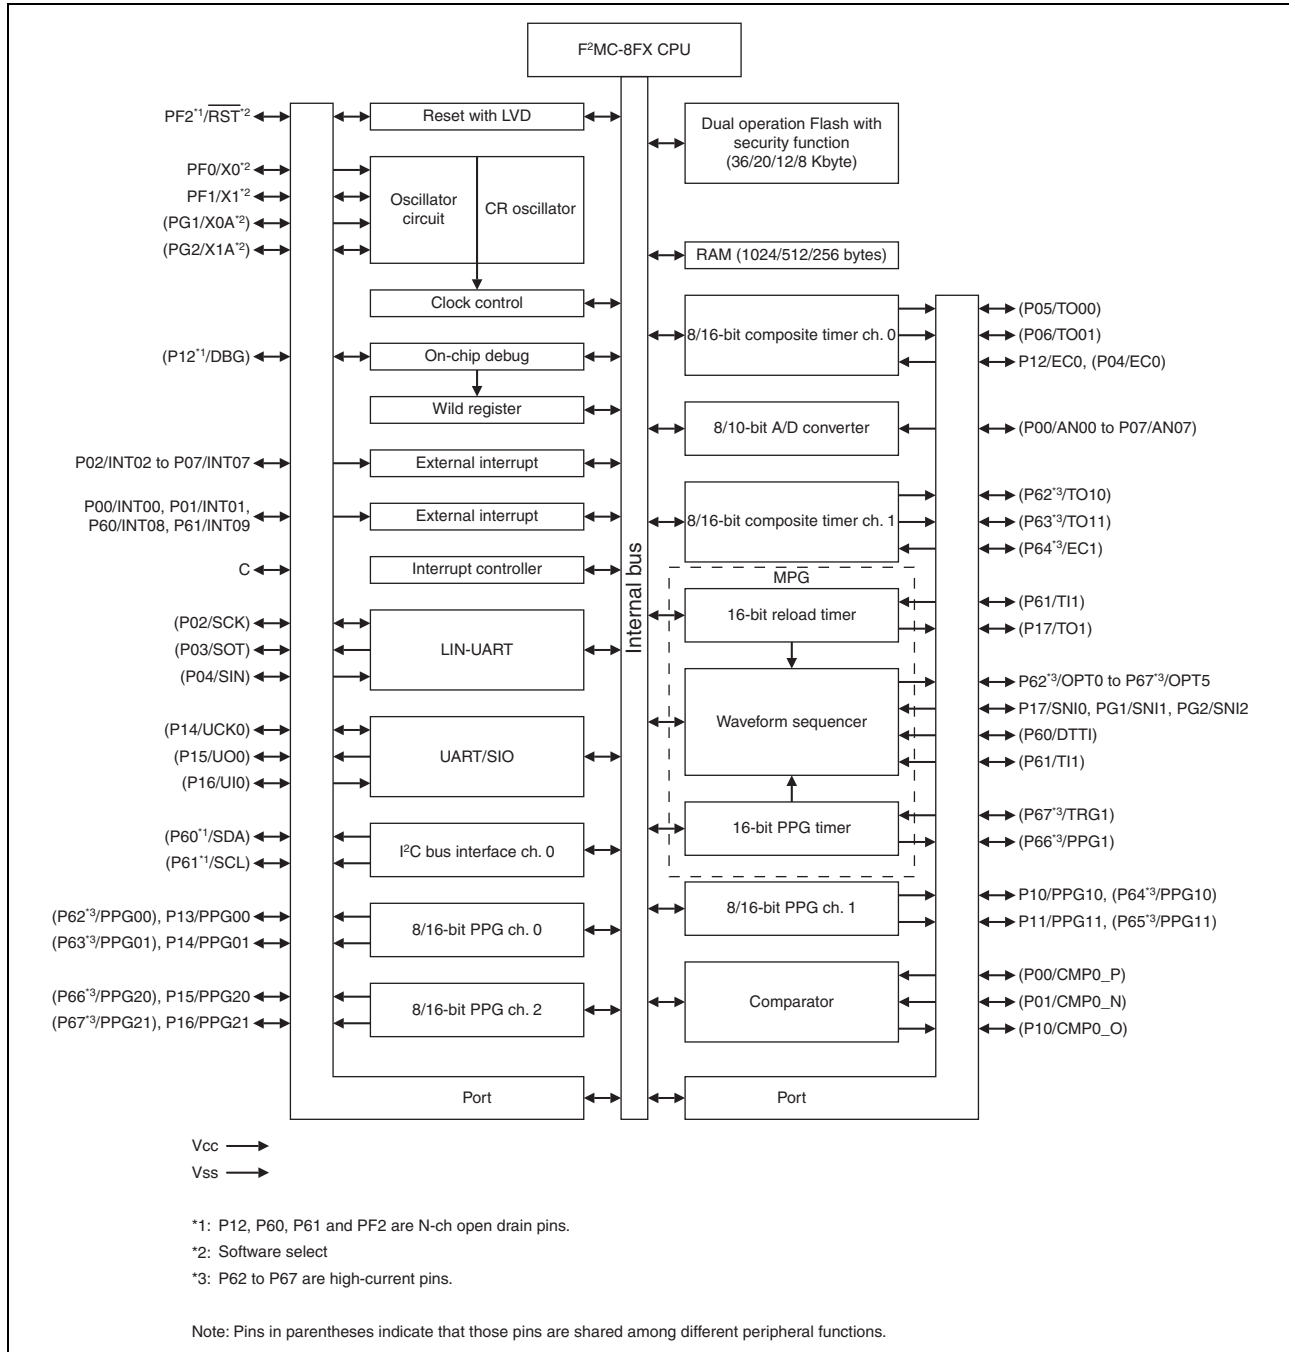 F²MC-8FX CPU
PF2*1/RST*2
Reset with LVD
Dual operation Flash with
security function
(36/20/12/8 Kbyte)
PF0/X0*2
PF1/X1*2
(PG1/X0A*2)
(PG2/X1A*2)
Oscillator
circuit
CR oscillator
RAM (1024/512/256 bytes)
Clock control
8/16-bit composite timer ch. 0
(P05/TO00)
(P06/TO01)
P12/EC0, (P04/EC0)
(P12*1/DBG)
On-chip debug
Wild register
8/10-bit A/D converter
(P00/AN00 to P07/AN07)
P02/INT02 to P07/INT07
External interrupt
P00/INT00, P01/INT01,
P60/INT08, P61/INT09
External interrupt
8/16-bit composite timer ch. 1
(P62*3/TO10)
(P63*3/TO11)
(P64*3/EC1)
C
Interrupt controller
Internal bus
MPG
16-bit reload timer
(P61/TI1)
(P17/TO1)
(P02/SCK)
(P03/SOT)
(P04/SIN)
LIN-UART
Waveform sequencer
P62*3/OPT0 to P67*3/OPT5
P17/SNI0, PG1/SNI1, PG2/SNI2
(P60/DTTI)
(P61/TI1)
(P14/UCK0)
(P15/UO0)
(P16/UI0)
UART/SIO
16-bit PPG timer
(P67*3/TRG1)
(P66*3/PPG1)
(P60*1/SDA)
(P61*1/SCL)
I²C bus interface ch. 0
8/16-bit PPG ch. 1
P10/PPG10, (P64*3/PPG10)
P11/PPG11, (P65*3/PPG11)
(P62*3/PPG00), P13/PPG00
(P63*3/PPG01), P14/PPG01
8/16-bit PPG ch. 0
(P66*3/PPG20), P15/PPG20
(P67*3/PPG21), P16/PPG21
8/16-bit PPG ch. 2
Comparator
(P00/CMP0_P)
(P01/CMP0_N)
(P10/CMP0_O)
Port
Port
Vcc
Vss
*1: P12, P60, P61 and PF2 are N-ch open drain pins.
*2: Software select
*3: P62 to P67 are high-current pins.
Note: Pins in parentheses indicate that those pins are shared among different peripheral functions.